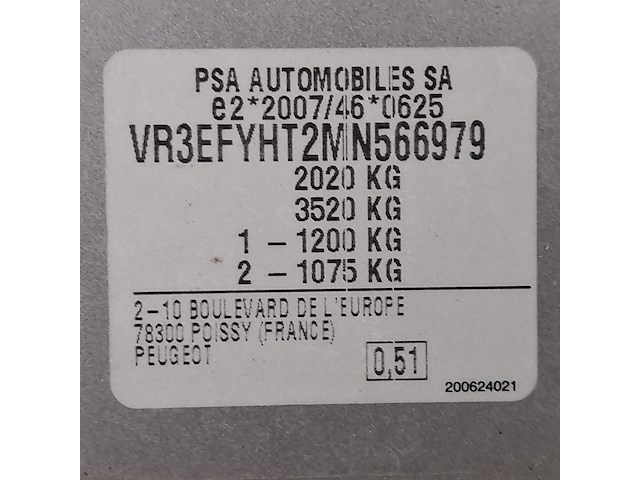 PSA AUTOMOBILES SA
e2*2007/46*0625
VR3EFYHT2MN566979
2020 KG
3520 KG
1 - 1200 KG
2 - 1075 KG
2-10 BOULEVARD DE L'EUROPE
78300 POISSY (FRANCE)
PEUGEOT
0,51
200624021